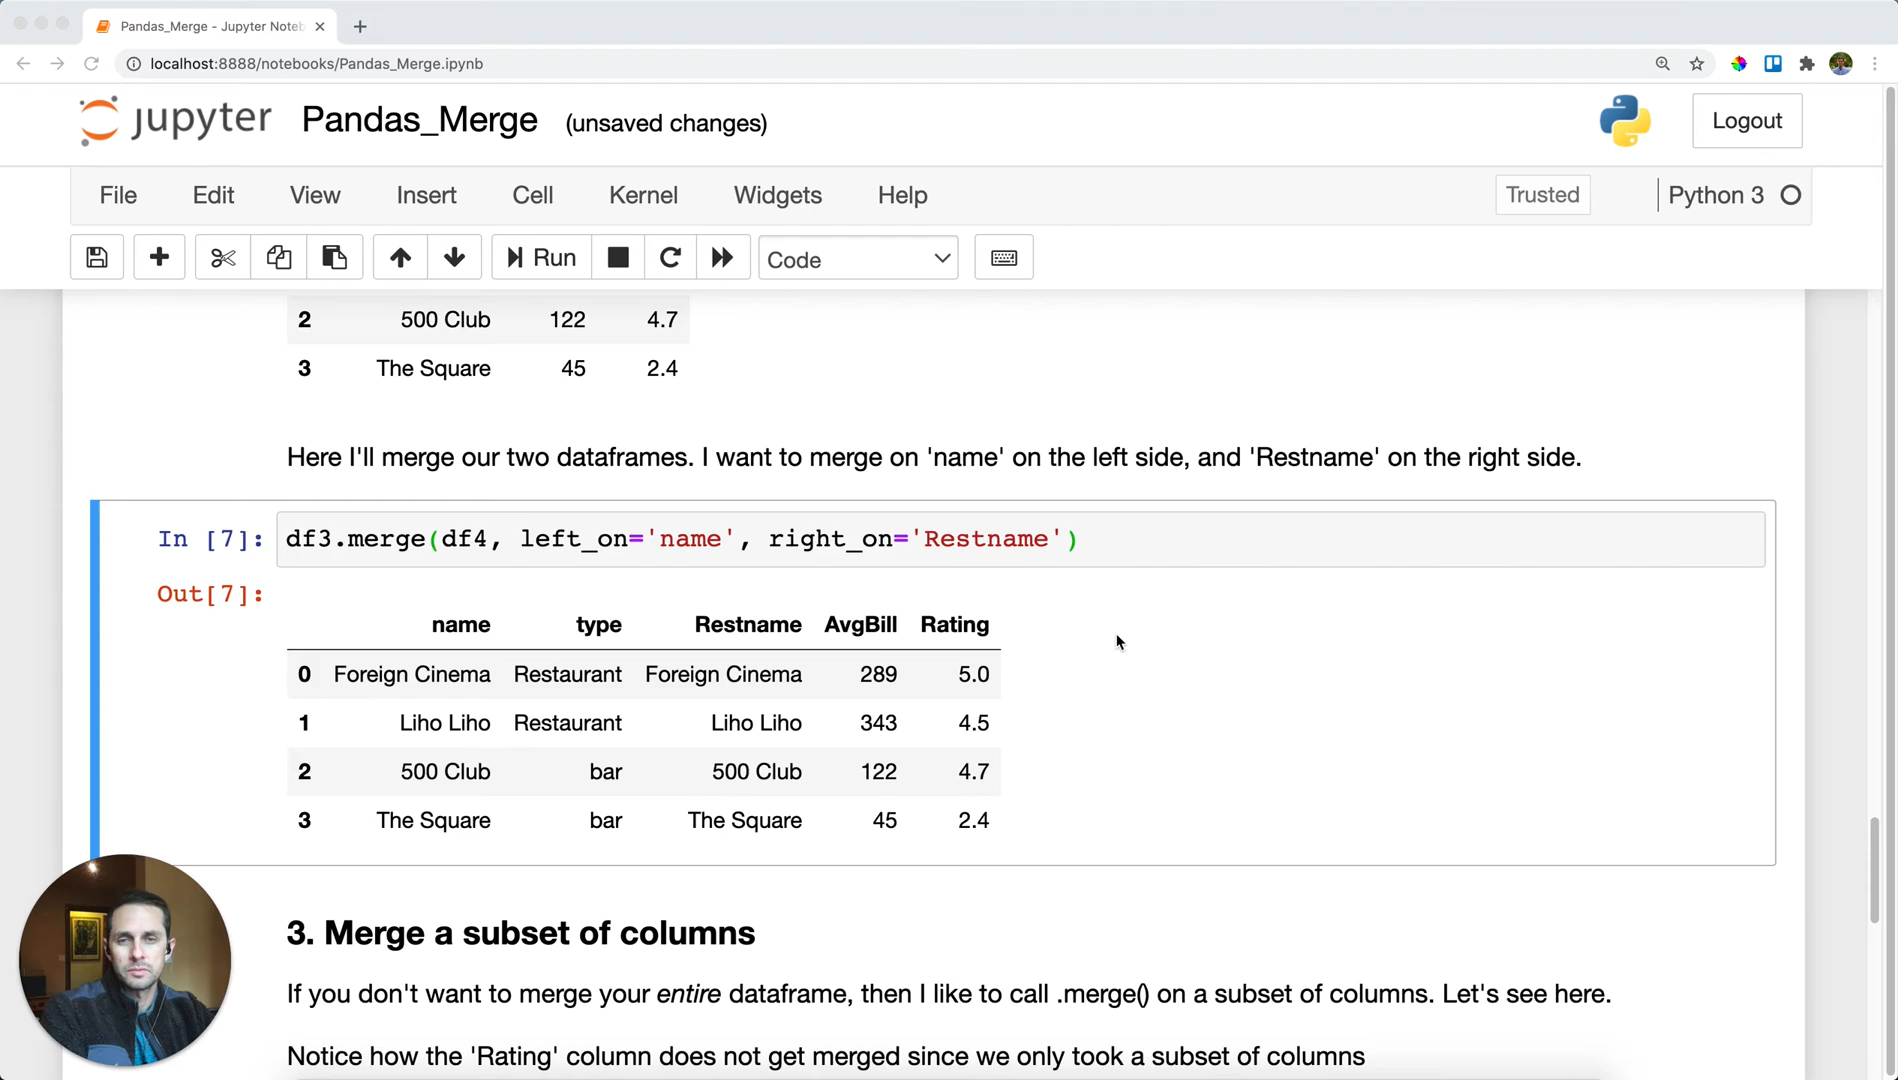 Pandas_Merge - Jupyter Noteb
localhost:8888/notebooks/Pandas_Merge.ipynb
jupyter Pandas_Merge (unsaved changes) Logout
File Edit View Insert Cell Kernel Widgets Help Trusted Python 3
Run Code
2 500 Club 122 4.7
3 The Square 45 2.4
Here I'll merge our two dataframes. I want to merge on 'name' on the left side, and 'Restname' on the right side.
In [7]: df3.merge(df4, left_on='name', right_on='Restname')
Out[7]:
name type Restname AvgBill Rating
0 Foreign Cinema Restaurant Foreign Cinema 289 5.0
1 Liho Liho Restaurant Liho Liho 343 4.5
2 500 Club bar 500 Club 122 4.7
3 The Square bar The Square 45 2.4
3. Merge a subset of columns
If you don't want to merge your entire dataframe, then I like to call .merge() on a subset of columns. Let's see here.
Notice how the 'Rating' column does not get merged since we only took a subset of columns